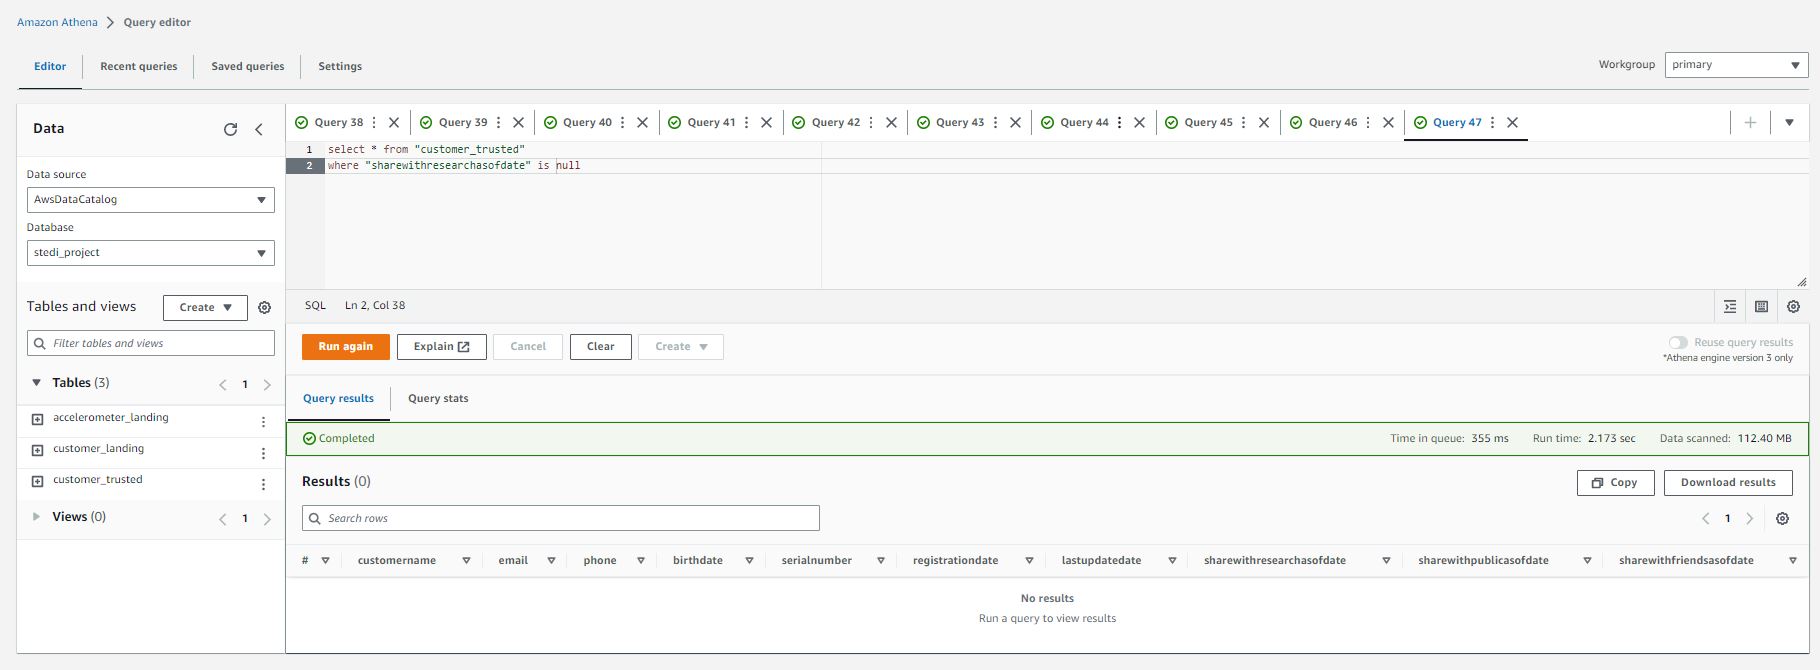 Amazon Athena > Query editor
Editor Recent queries Saved queries Settings
Workgroup primary
Data
Data source
AwsDataCatalog
Database
stedi_project
Tables and views Create
Filter tables and views
Tables (3) 1
accelerometer_landing
customer_landing
customer_trusted
Views (0) 1
Query 38 Query 39 Query 40 Query 41 Query 42 Query 43 Query 44 Query 45 Query 46 Query 47
1 select * from "customer_trusted"
2 where "sharewithresearchasofdate" is null
SQL Ln 2, Col 38
Run again Explain Cancel Clear Create
Reuse query results
*Athena engine version 3 only
Query results Query stats
Completed Time in queue: 355 ms Run time: 2.173 sec Data scanned: 112.40 MB
Results (0) Copy Download results
Search rows 1
# customername email phone birthdate serialnumber registrationdate lastupdatedate sharewithresearchasofdate sharewithpublicasofdate sharewithfriendsasofdate
No results
Run a query to view results